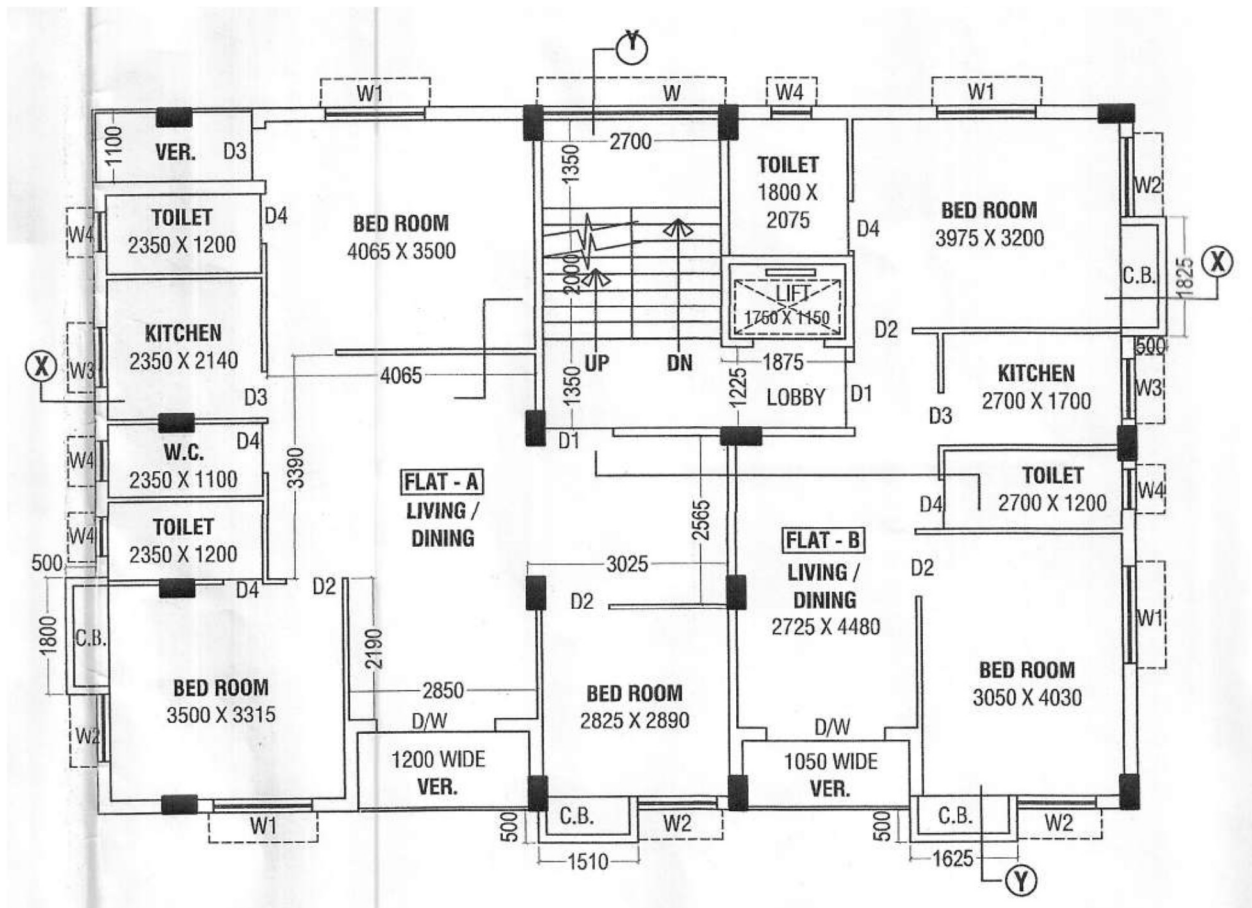 Y
W1
W
W4
W1
1100
VER.
D3
1350
2700
TOILET
1800 X
2075
W2
W4
TOILET
2350 X 1200
D4
BED ROOM
4065 X 3500
D4
BED ROOM
3975 X 3200
C.B.
1825
X
2000
LIFT
1750 X 1150
KITCHEN
2350 X 2140
W3
X
D3
4065
UP
DN
1350
1875
1225
LOBBY
D2
D1
500
KITCHEN
2700 X 1700
W3
D3
W4
W.C.
2350 X 1100
D4
3390
D1
FLAT - A
LIVING /
DINING
2565
TOILET
2700 X 1200
D4
W4
W4
TOILET
2350 X 1200
500
D4
D2
3025
D2
FLAT - B
LIVING /
DINING
2725 X 4480
D2
W1
1800
C.B.
2190
BED ROOM
3500 X 3315
2850
BED ROOM
2825 X 2890
BED ROOM
3050 X 4030
W2
D/W
1200 WIDE
VER.
D/W
1050 WIDE
VER.
W1
500
C.B.
W2
1510
500
C.B.
W2
1625
Y